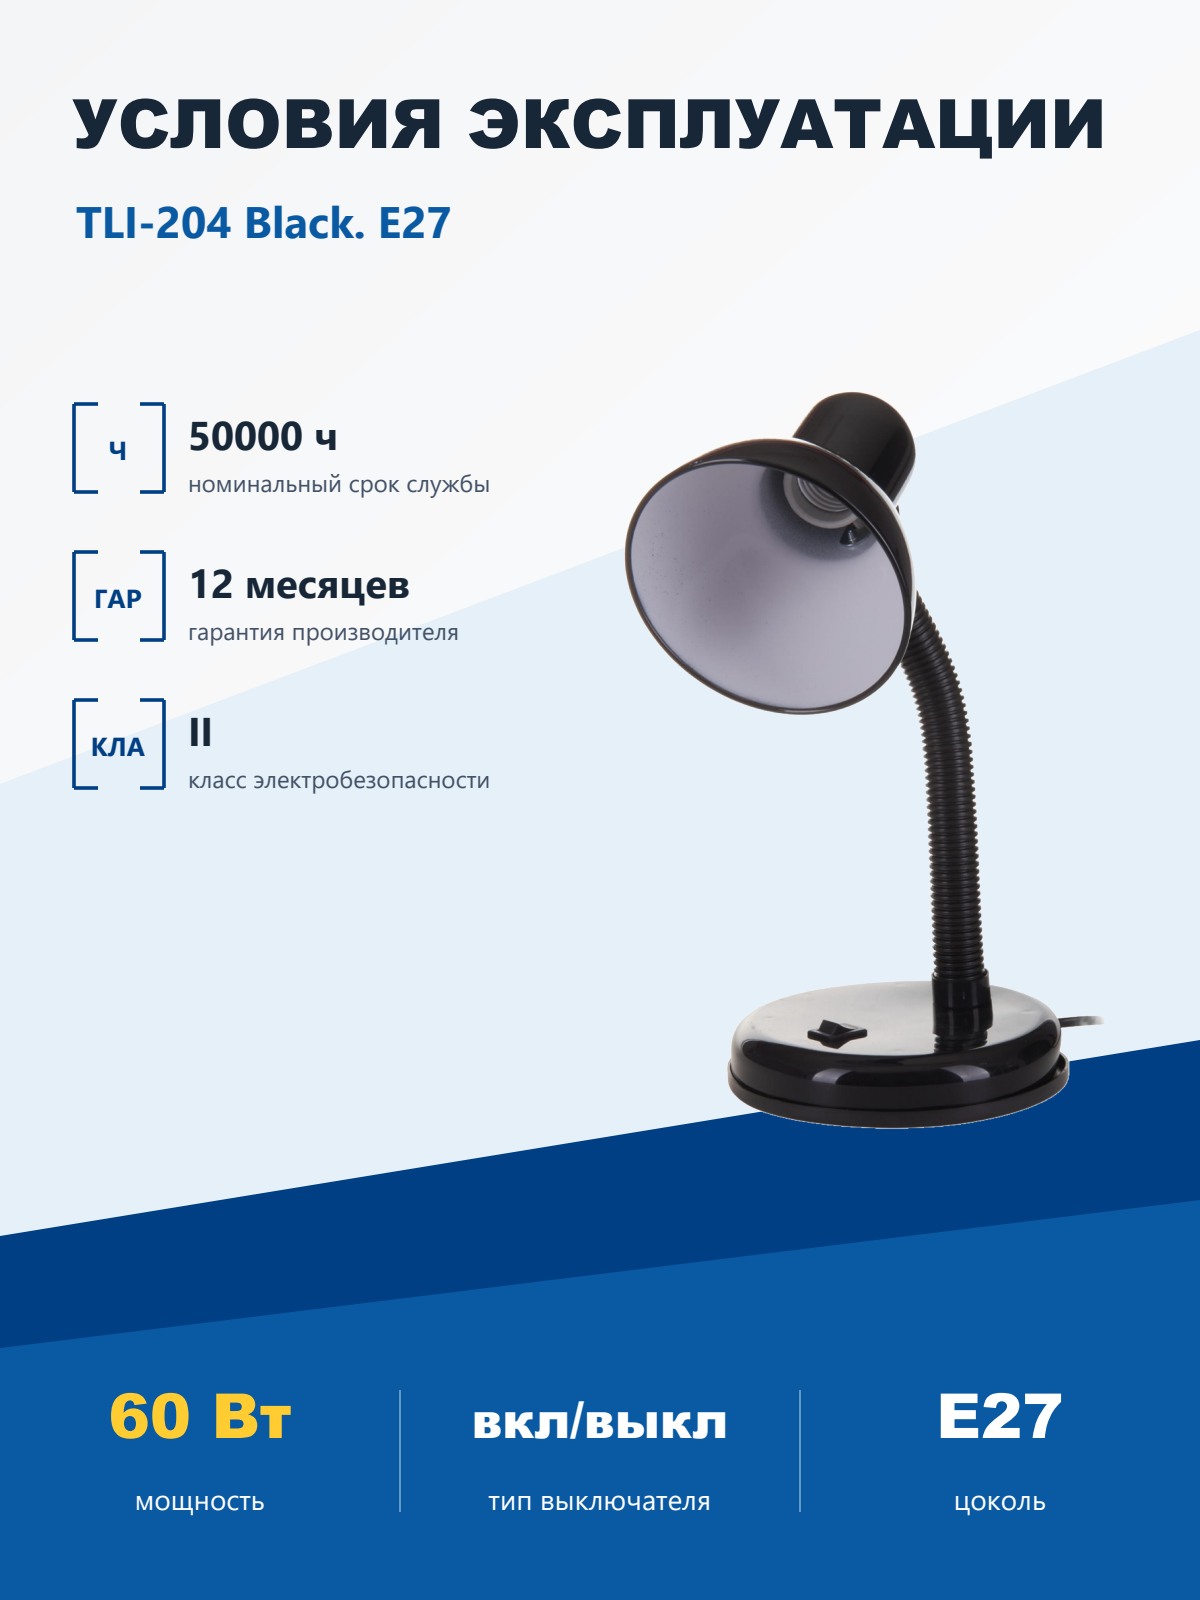 УСЛОВИЯ ЭКСПЛУАТАЦИИ
TLI-204 Black. E27
Ч
50000 ч
номинальный срок службы
ГАР
12 месяцев
гарантия производителя
КЛА
II
класс электробезопасности
60 Вт
мощность
вкл/выкл
тип выключателя
E27
цоколь